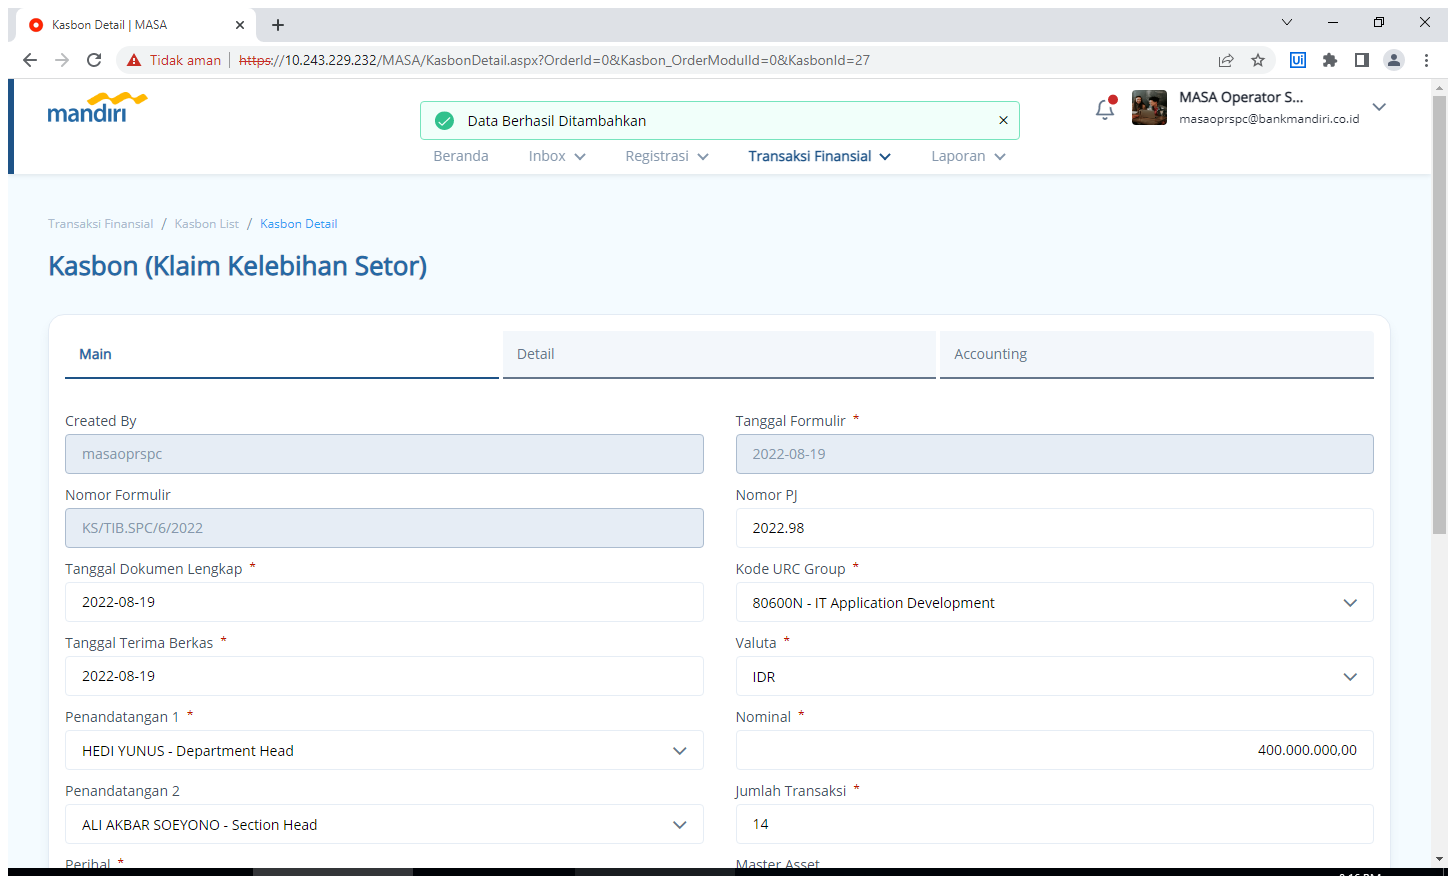 Kasbon Detail | MASA
Tidak aman https://10.243.229.232/MASA/KasbonDetail.aspx?OrderId=0&Kasbon_OrderModulId=0&KasbonId=27
mandiri
Data Berhasil Ditambahkan
MASA Operator S...
masaoprspc@bankmandiri.co.id
Beranda Inbox Registrasi Transaksi Finansial Laporan
Transaksi Finansial / Kasbon List / Kasbon Detail
Kasbon (Klaim Kelebihan Setor)
Main Detail Accounting
Created By
masaoprspc
Tanggal Formulir *
2022-08-19
Nomor Formulir
KS/TIB.SPC/6/2022
Nomor PJ
2022.98
Tanggal Dokumen Lengkap *
2022-08-19
Kode URC Group *
80600N - IT Application Development
Tanggal Terima Berkas *
2022-08-19
Valuta *
IDR
Penandatangan 1 *
HEDI YUNUS - Department Head
Nominal *
400.000.000,00
Penandatangan 2
ALI AKBAR SOEYONO - Section Head
Jumlah Transaksi *
14
Perihal *
Master Asset